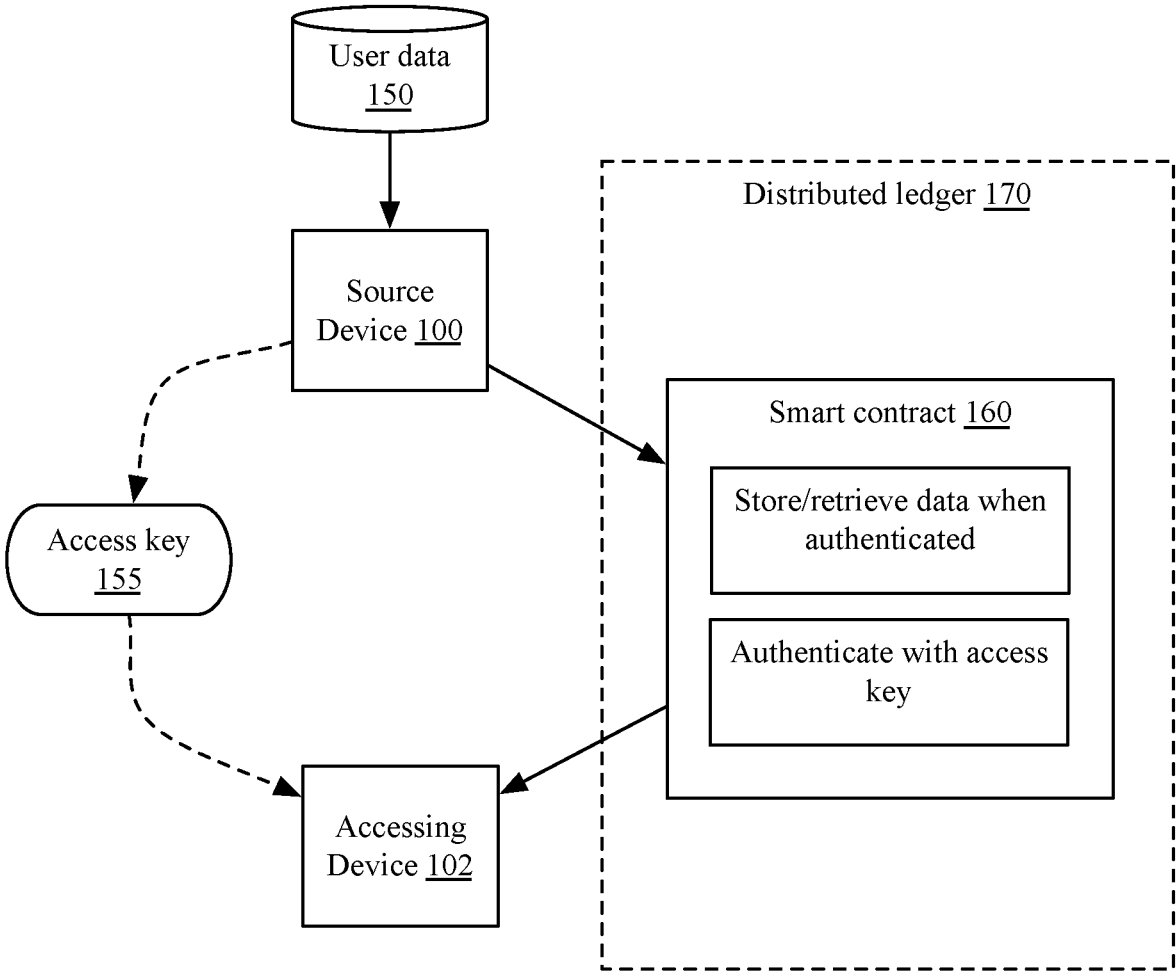 User data
150
Distributed ledger 170
Source
Device 100
Smart contract 160
Store/retrieve data when
authenticated
Access key
155
Authenticate with access
key
Accessing
Device 102